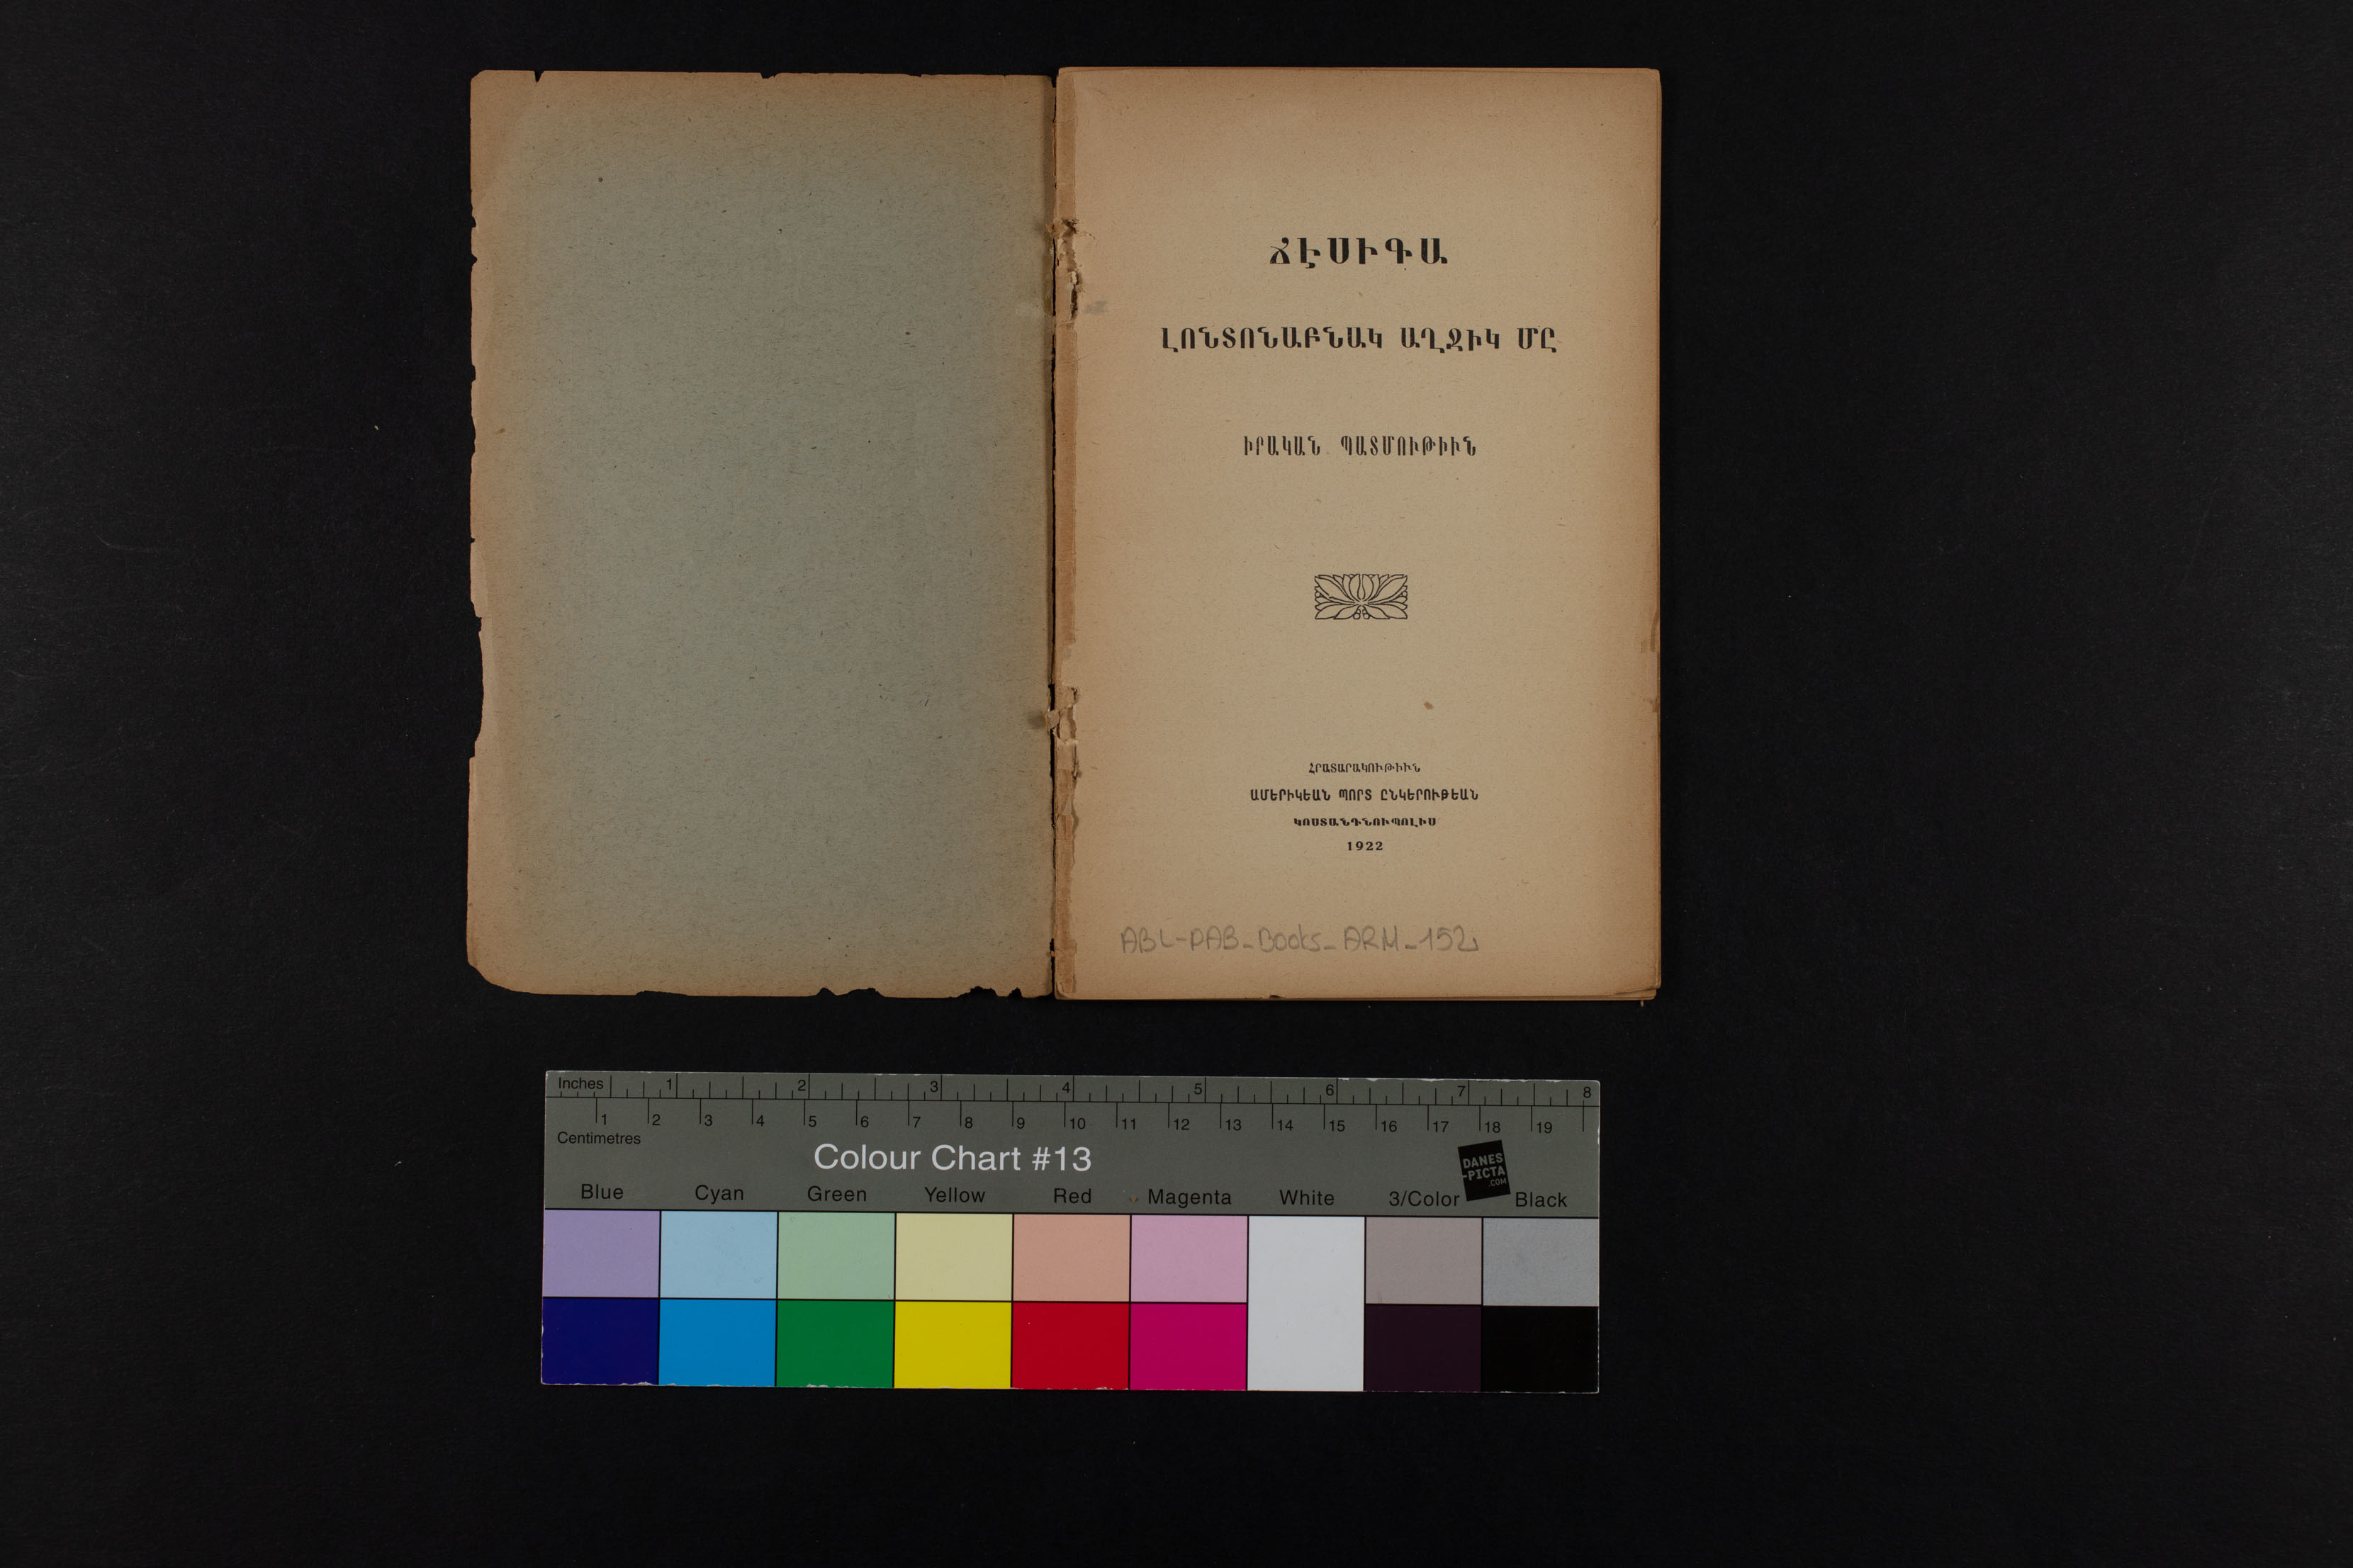 ՃԷՍԻԳԱ
ԼՈՆՏՈՆԱԲՆԱԿ ԱՂՋԻԿ ՄԸ
ԻՐԱԿԱՆ ՊԱՏՄՈՒԹԻՒՆ
ՀՐԱՏԱՐԱԿՈՒԹԻՒՆ
ԱՄԵՐԻԿԵԱՆ ՊՈՐՏ ԸՆԿԵՐՈՒԹԵԱՆ
ԿՈՍՏԱՆԴՆՈՒՊՈԼԻՍ
1922
ABL-PAB_Books_ARM_152
Inches 1 2 3 4 5 6 7 8
1 2 3 4 5 6 7 8 9 10 11 12 13 14 15 16 17 18 19
Centimetres
Colour Chart #13
DANES
-PICTA
.COM
Blue Cyan Green Yellow Red Magenta White 3/Color Black